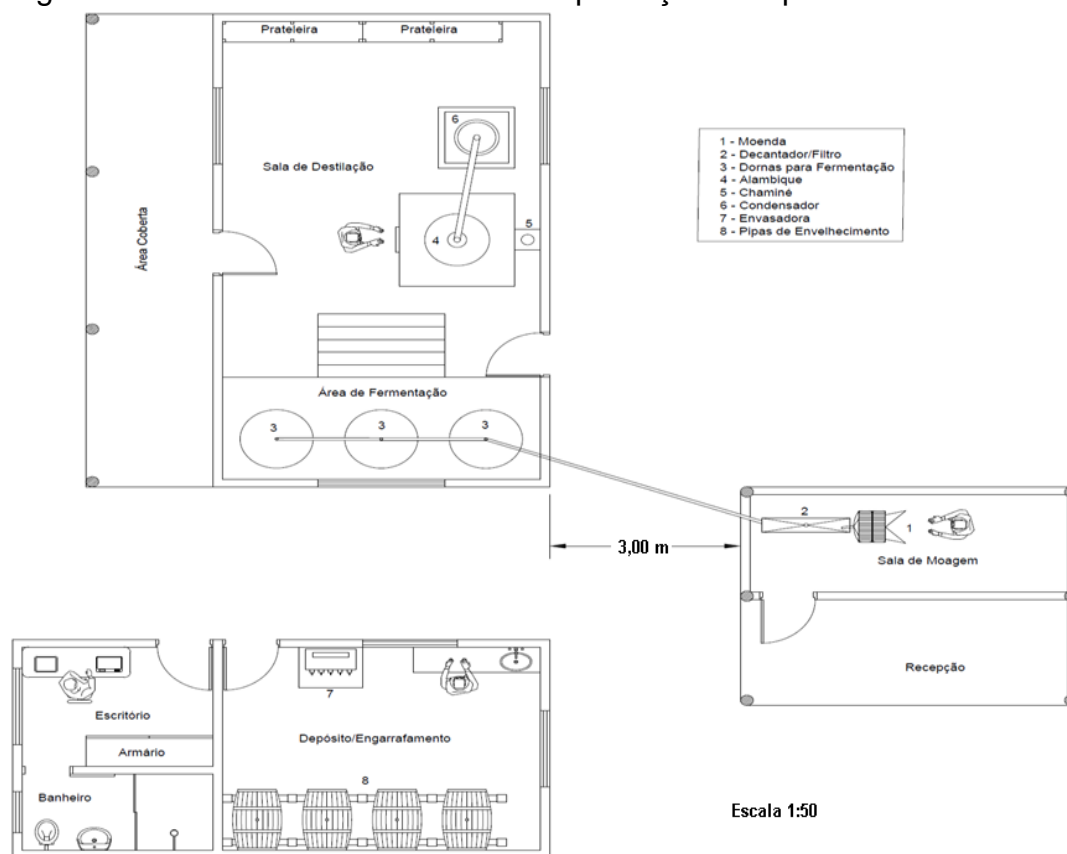 Prateleira
Prateleira
6
1 - Moenda
2 - Decantador/Filtro
3 - Dornas para Fermentação
4 - Alambique
5 - Chaminé
6 - Condensador
7 - Envasadora
8 - Pipas de Envelhecimento
Sala de Destilação
Área Coberta
5
4
Área de Fermentação
3
3
3
2
1
3,00 m
Sala de Moagem
Recepção
7
Escritório
Depósito/Engarrafamento
Armário
8
Banheiro
Escala 1:50